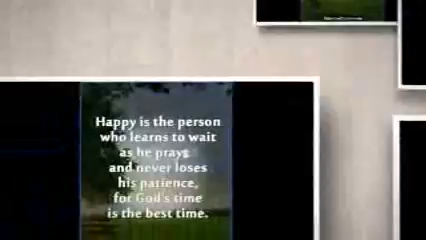 Happy is the person
who learns to wait
as he prays
and never loses
his patience,
for God's time
is the best time.